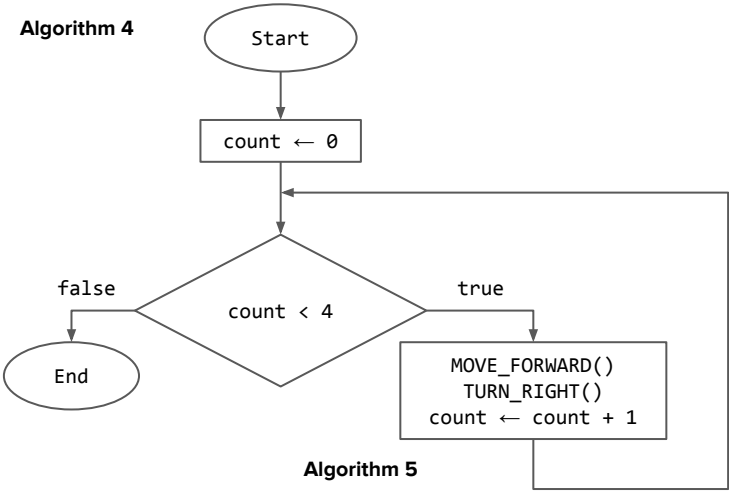 Algorithm 4
Start
count ← 0
false
true
count < 4
End
MOVE_FORWARD()
TURN_RIGHT()
count ← count + 1
Algorithm 5